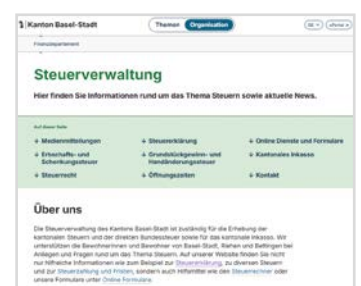 Kanton Basel-Stadt
Themen Organisation
Finanzdepartement
Steuerverwaltung
Hier finden Sie Informationen rund um das Thema Steuern sowie aktuelle News.
Auf dieser Seite
↓ Medienmitteilungen
↓ Steuererklärung
↓ Online Dienste und Formulare
↓ Erbschafts- und Schenkungssteuer
↓ Grundstückgewinn- und Handänderungssteuer
↓ Kantonales Inkasso
↓ Steuerrecht
↓ Öffnungszeiten
↓ Kontakt
Über uns
Die Steuerverwaltung des Kantons Basel-Stadt ist zuständig für die Erhebung der
kantonalen Steuern und der direkten Bundessteuer sowie für das kantonale Inkasso. Wir
unterstützen die Bewohnerinnen und Bewohner von Basel-Stadt, Riehen und Bettingen bei
Anliegen und Fragen rund um das Thema Steuern. Auf unserer Website finden Sie nicht
nur hilfreiche Informationen wie zum Beispiel zur Steuererklärung, zu diversen Steuern
und zur Steuerzahlung und Fristen, sondern auch Hilfsmittel wie den Steuerrechner oder
unsere Formulare unter Online Formulare.